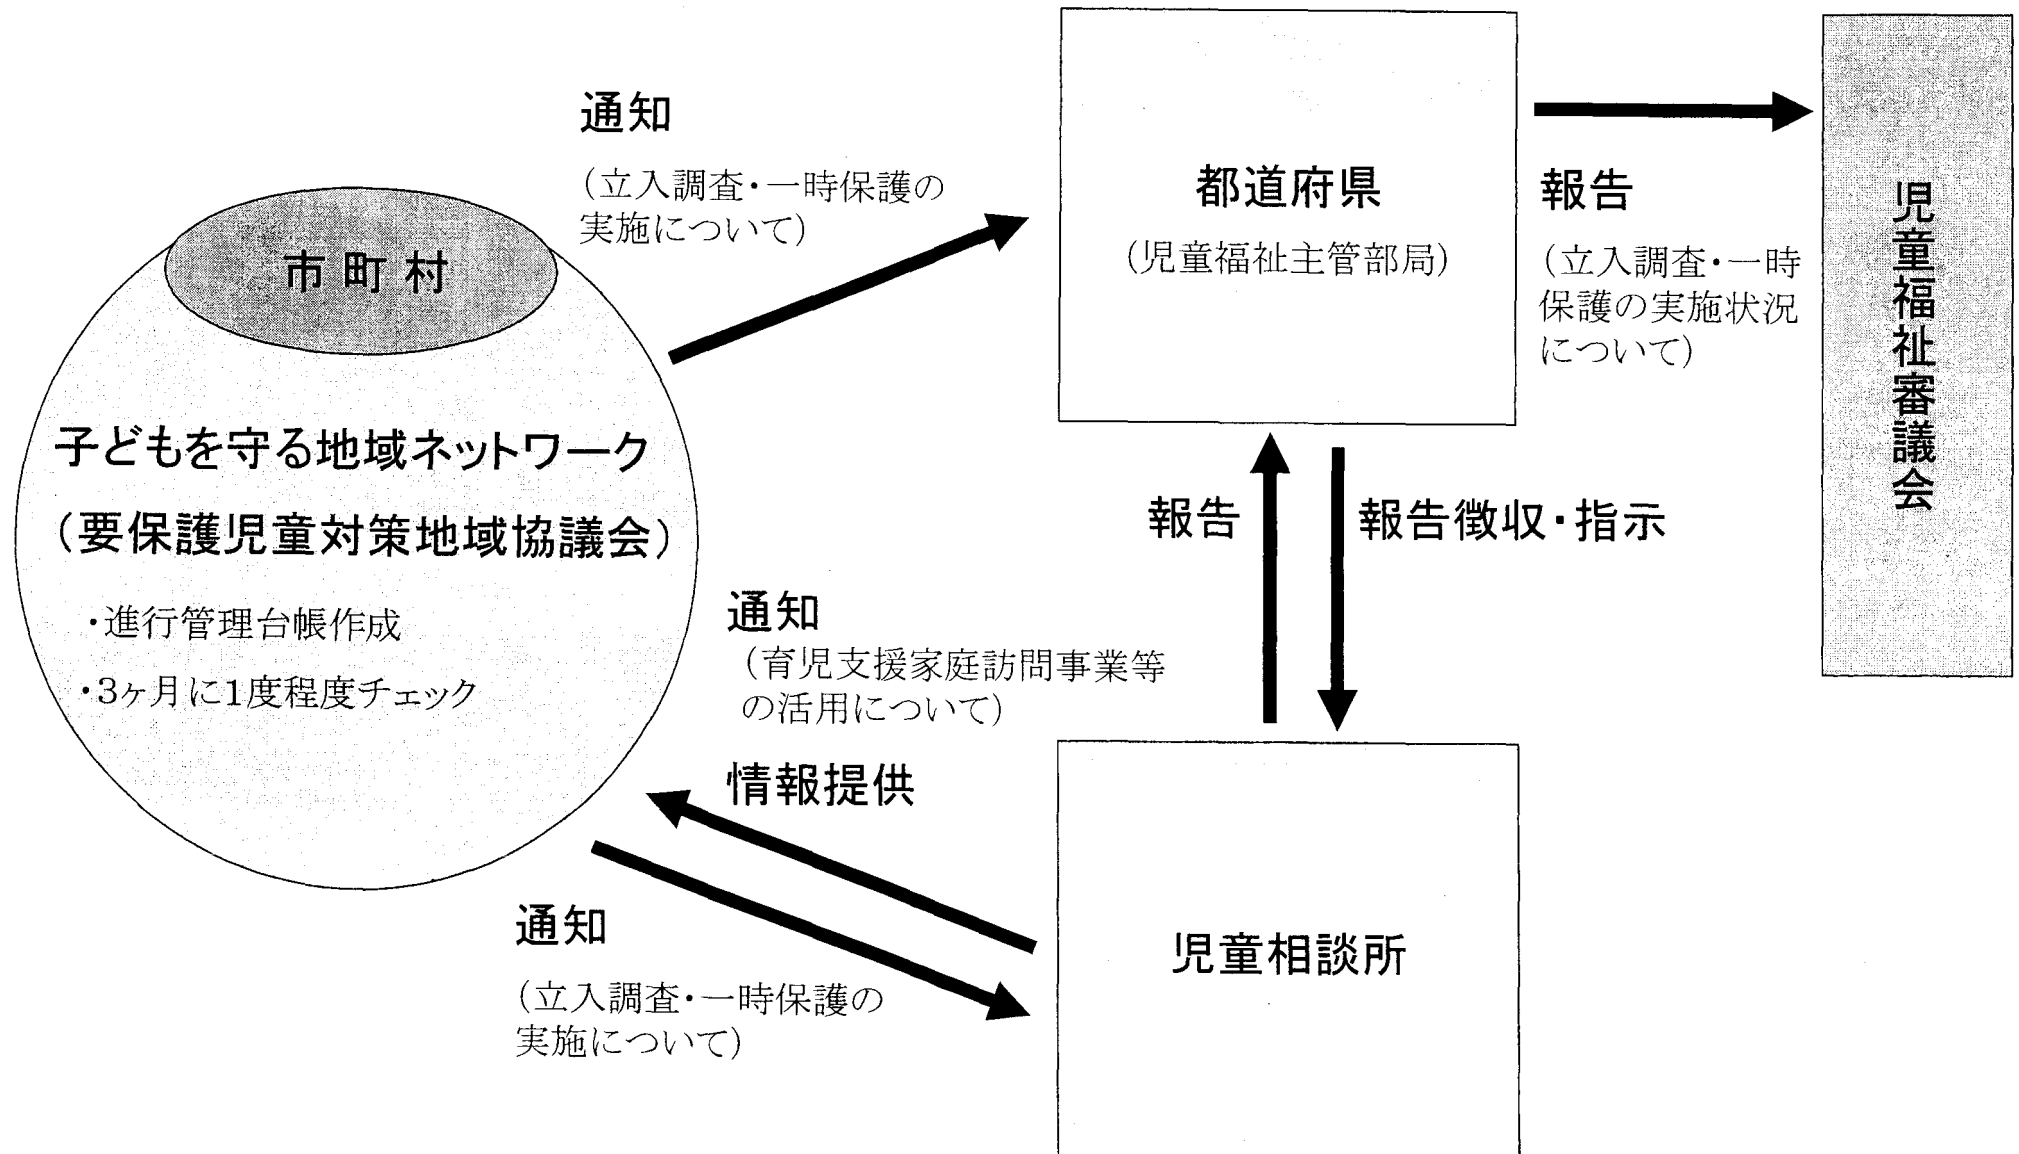 通知
(立入調査・一時保護の
実施について)
市町村
子どもを守る地域ネットワーク
(要保護児童対策地域協議会)
・進行管理台帳作成
・3ヶ月に1度程度チェック
都道府県
(児童福祉主管部局)
報告
(立入調査・一時
保護の実施状況
について)
児童福祉審議会
報告
報告徴収・指示
通知
(育児支援家庭訪問事業等
の活用について)
情報提供
通知
(立入調査・一時保護の
実施について)
児童相談所